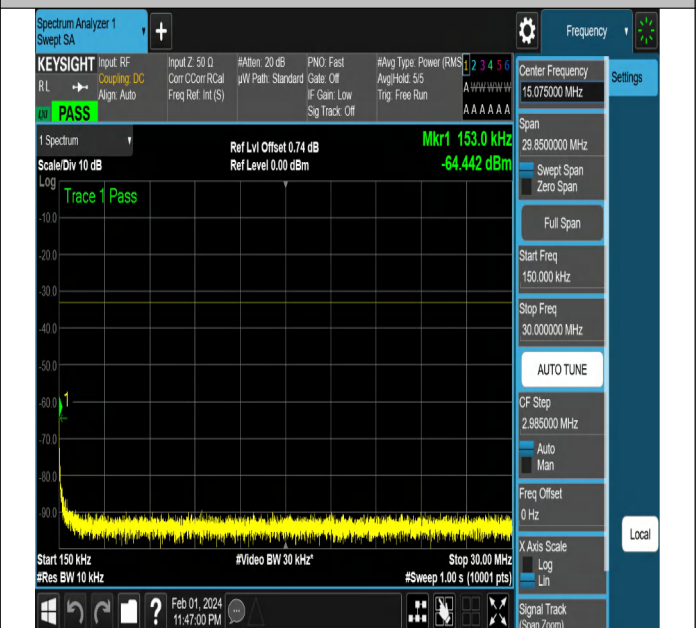 Spectrum Analyzer 1
Swept SA
+
Frequency
KEYSIGHT
RL
PASS
Input: RF
Coupling: DC
Align: Auto
Input Z: 50 Ω
Corr CCorr RCal
Freq Ref: Int (S)
#Atten: 20 dB
µW Path: Standard
PNO: Fast
Gate: Off
IF Gain: Low
Sig Track: Off
#Avg Type: Power (RMS
Avg|Hold: 5/5
Trig: Free Run
1 2 3 4 5 6
A W W W W W
A A A A A A
1 Spectrum
Scale/Div 10 dB
Ref Lvl Offset 0.74 dB
Ref Level 0.00 dBm
Mkr1 153.0 kHz
-64.442 dBm
Log
Trace 1 Pass
-10.0
-20.0
-30.0
-40.0
-50.0
-60.0
1
-70.0
-80.0
-90.0
Start 150 kHz
#Video BW 30 kHz*
Stop 30.00 MHz
#Res BW 10 kHz
#Sweep 1.00 s (10001 pts)
Center Frequency
15.075000 MHz
Settings
Span
29.8500000 MHz
Swept Span
Zero Span
Full Span
Start Freq
150.000 kHz
Stop Freq
30.000000 MHz
AUTO TUNE
CF Step
2.985000 MHz
Auto
Man
Freq Offset
0 Hz
X Axis Scale
Log
Lin
Signal Track
(Span Zoom)
Local
?
Feb 01, 2024
11:47:00 PM